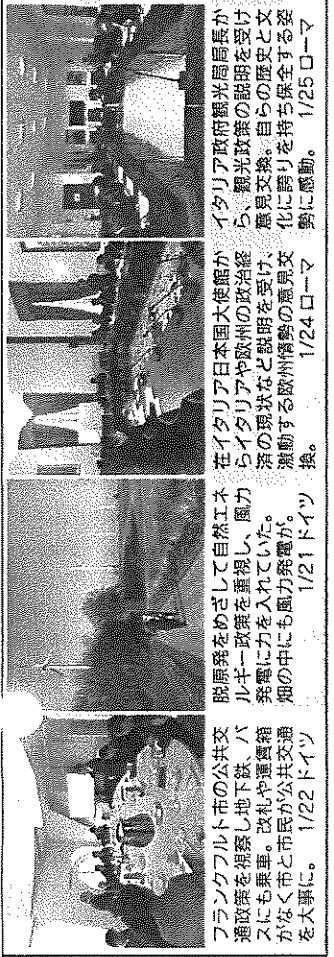 フランクフルト市の公共交
通政策を視察し地下鉄、バ
スにも乗車。改札や運賃箱
がなく市と市民が公共交通
を大事に。 1/22 ドイツ
脱原発をめざして自然エネ
ルギー政策を重視し、風力
発電に力を入れていた。
畑の中にも風力発電が。
1/21 ドイツ
在イタリア日本国大使館か
らイタリアや欧州の政治経
済の現状など説明を受け、
激動する欧州情勢の意見交
換。 1/24 ローマ
イタリア政府観光局局長か
ら、観光政策の説明を受け
意見交換。自らの歴史と文
化に誇りを持ち保全する姿
勢に感動。 1/25 ローマ